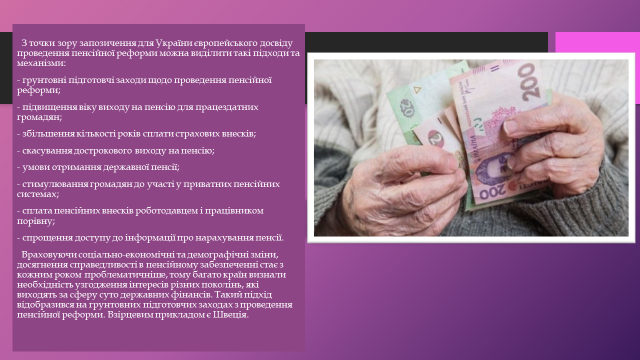 З точки зору запозичення для України європейського досвіду
проведення пенсійної реформи можна виділити такі підходи та
механізми:
- ґрунтовні підготовчі заходи щодо проведення пенсійної
реформи;
- підвищення віку виходу на пенсію для працездатних
громадян;
- збільшення кількості років сплати страхових внесків;
- скасування дострокового виходу на пенсію;
- умови отримання державної пенсії;
- стимулювання громадян до участі у приватних пенсійних
системах;
- сплата пенсійних внесків роботодавцем і працівником
порівну;
- спрощення доступу до інформації про нарахування пенсії.
Враховуючи соціально-економічні та демографічні зміни,
досягнення справедливості в пенсійному забезпеченні стає з
кожним роком проблематичніше, тому багато країн визнали
необхідність узгодження інтересів різних поколінь, які
виходять за сферу суто державних фінансів. Такий підхід
відобразився на ґрунтовних підготовчих заходах з проведення
пенсійної реформи. Взірцевим прикладом є Швеція.
200
200